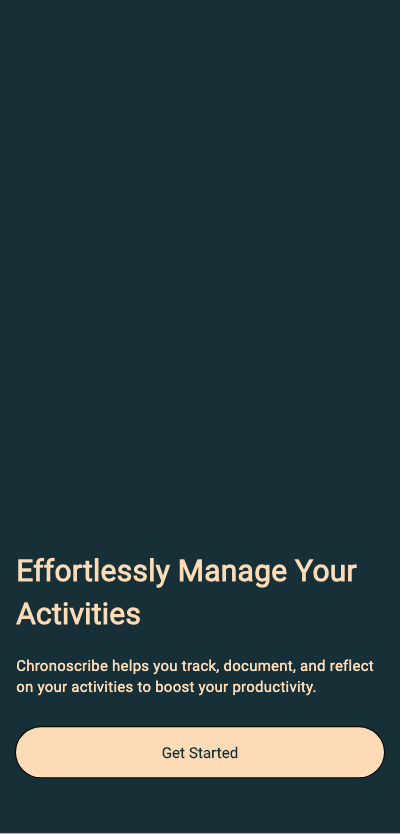 Effortlessly Manage Your
Activities
Chronoscribe helps you track, document, and reflect
on your activities to boost your productivity.
Get Started